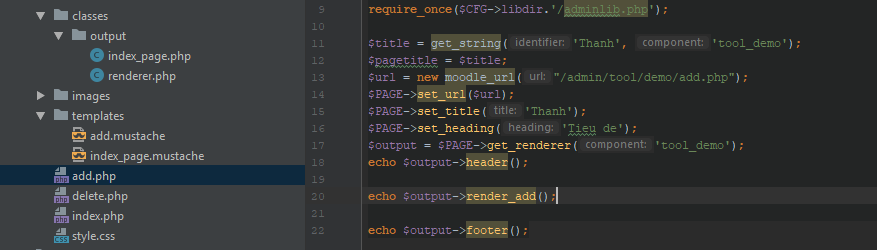 classes
output
index_page.php
renderer.php
images
templates
add.mustache
index_page.mustache
add.php
delete.php
index.php
style.css
9 require_once($CFG->libdir.'/adminlib.php');
11 $title = get_string( identifier: 'Thanh', component: 'tool_demo');
12 $pagetitle = $title;
13 $url = new moodle_url( url: "/admin/tool/demo/add.php");
14 $PAGE->set_url($url);
15 $PAGE->set_title( title: 'Thanh');
16 $PAGE->set_heading( heading: 'Tieu de');
17 $output = $PAGE->get_renderer( component: 'tool_demo');
18 echo $output->header();
19
20 echo $output->render_add();
21
22 echo $output->footer();